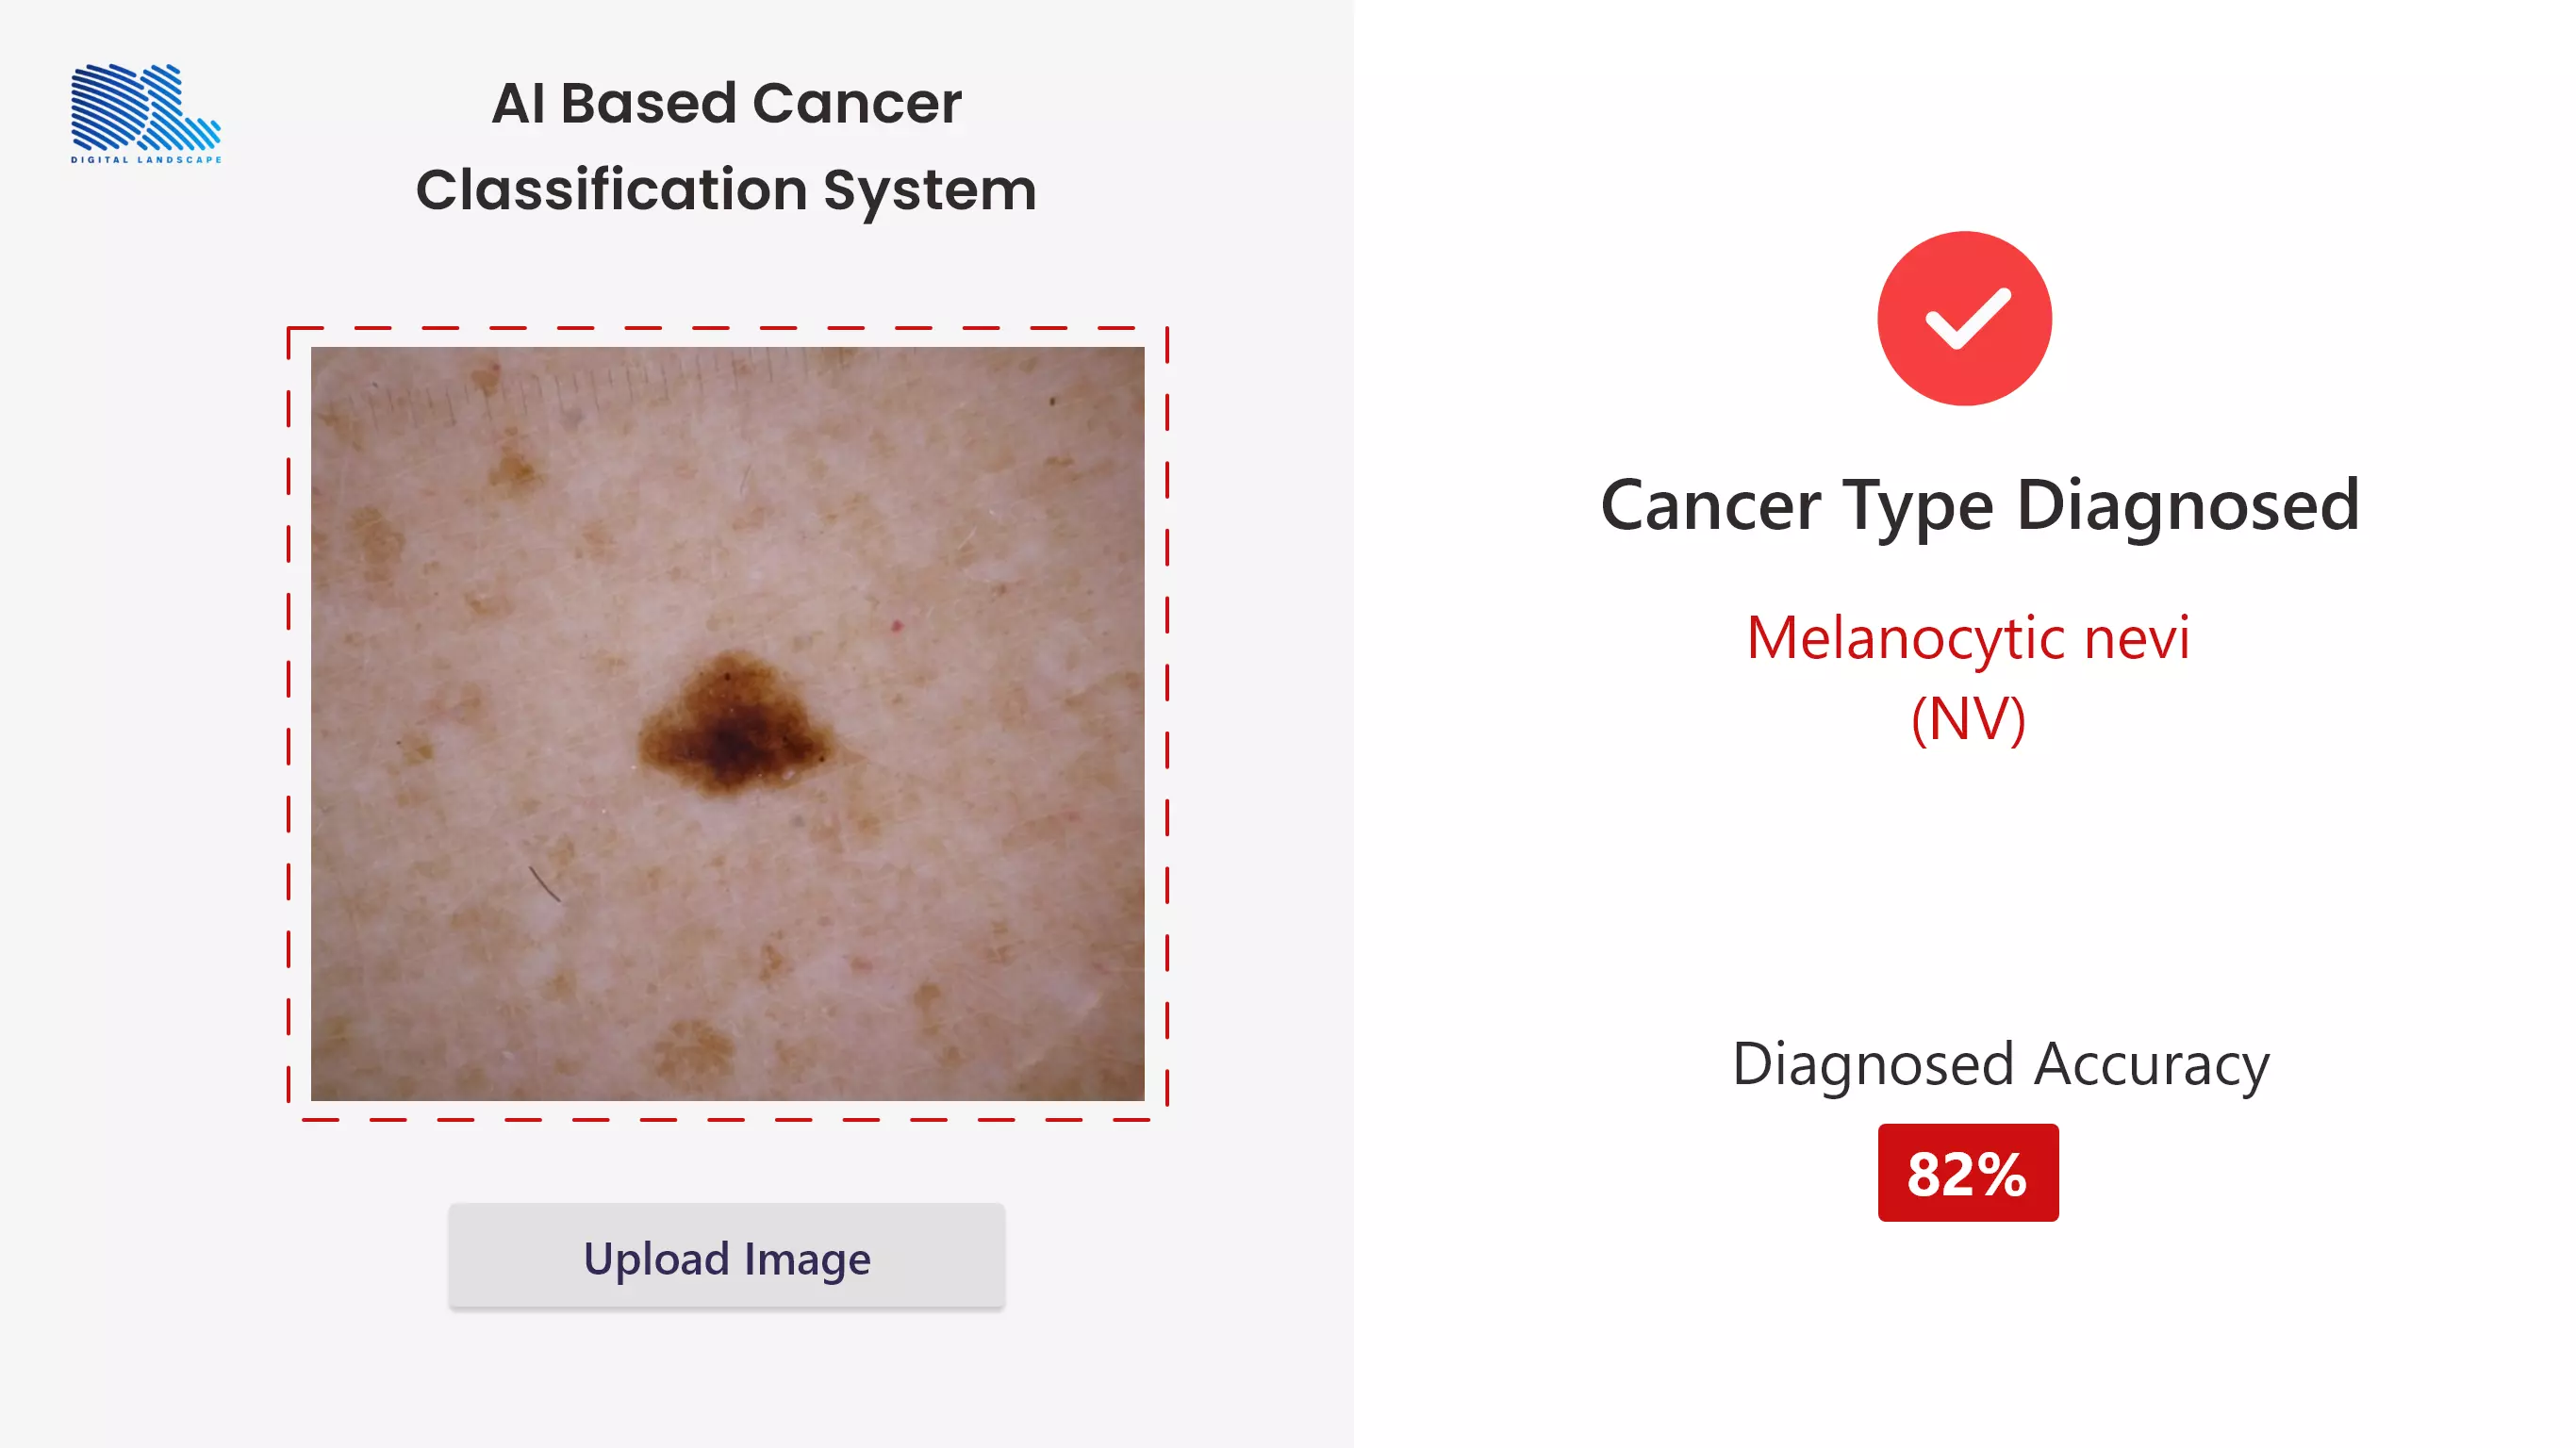 DIGITAL LANDSCAPE
AI Based Cancer
Classification System
Upload Image
Cancer Type Diagnosed
Melanocytic nevi
(NV)
Diagnosed Accuracy
82%